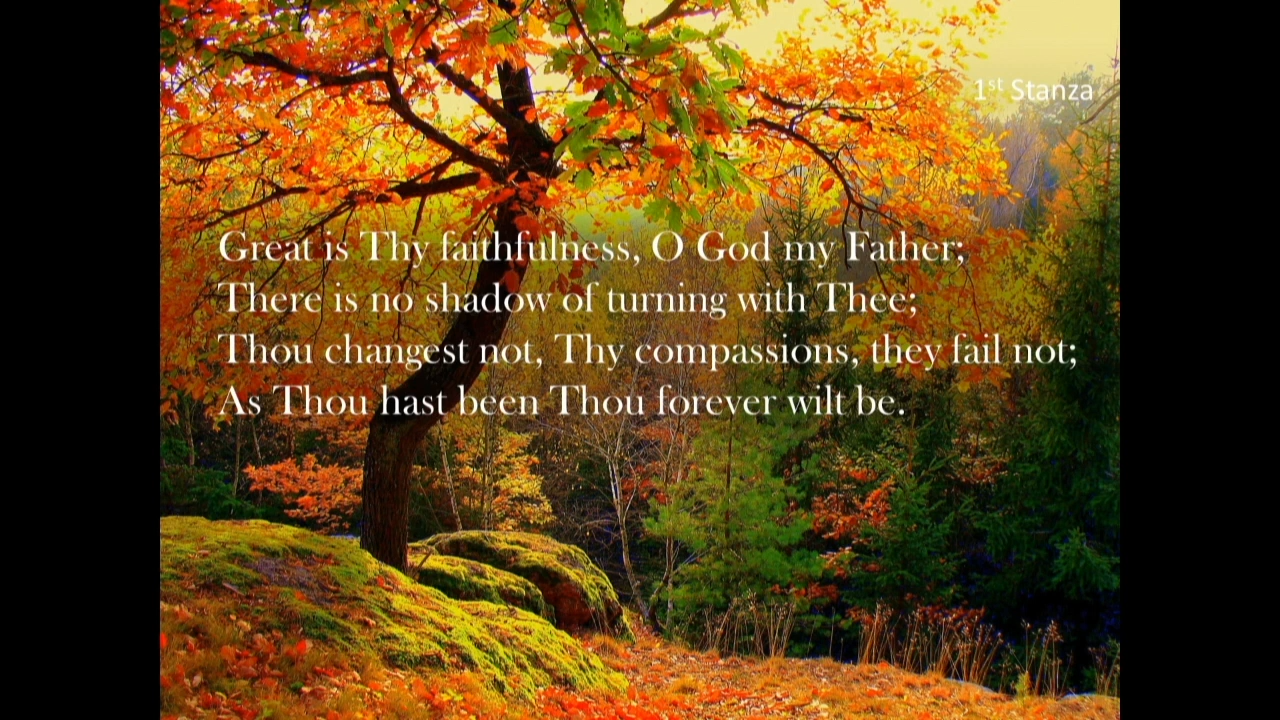 1st Stanza
Great is Thy faithfulness, O God my Father;
There is no shadow of turning with Thee;
Thou changest not, Thy compassions, they fail not;
As Thou hast been Thou forever wilt be.